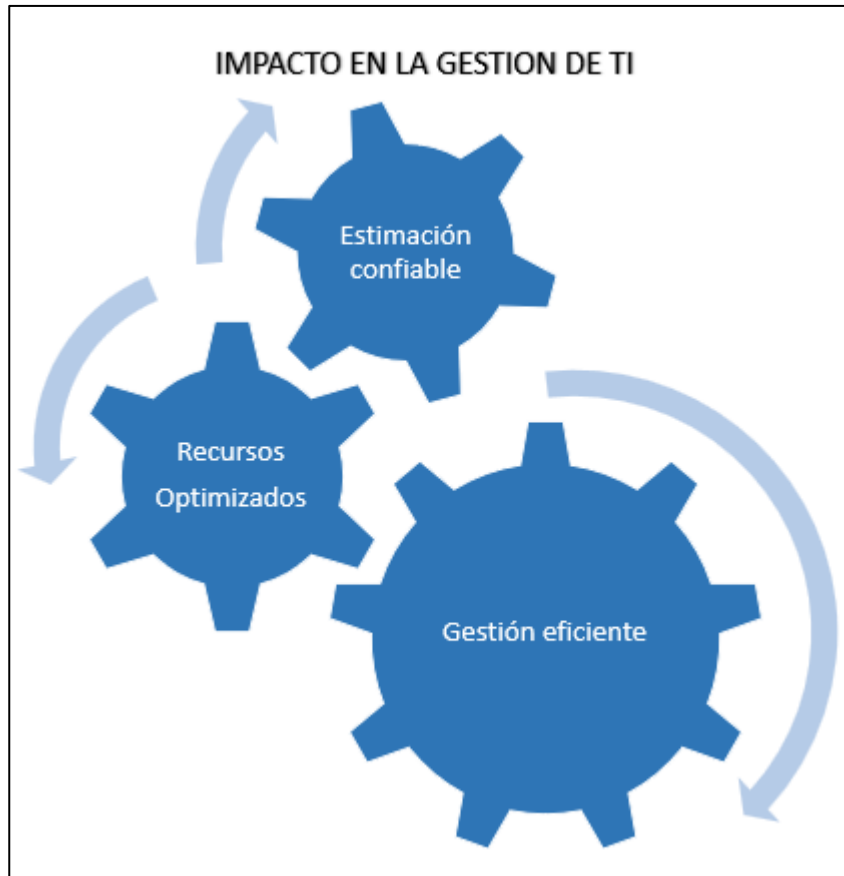 IMPACTO EN LA GESTION DE TI
Estimación
confiable
Recursos
Optimizados
Gestión eficiente